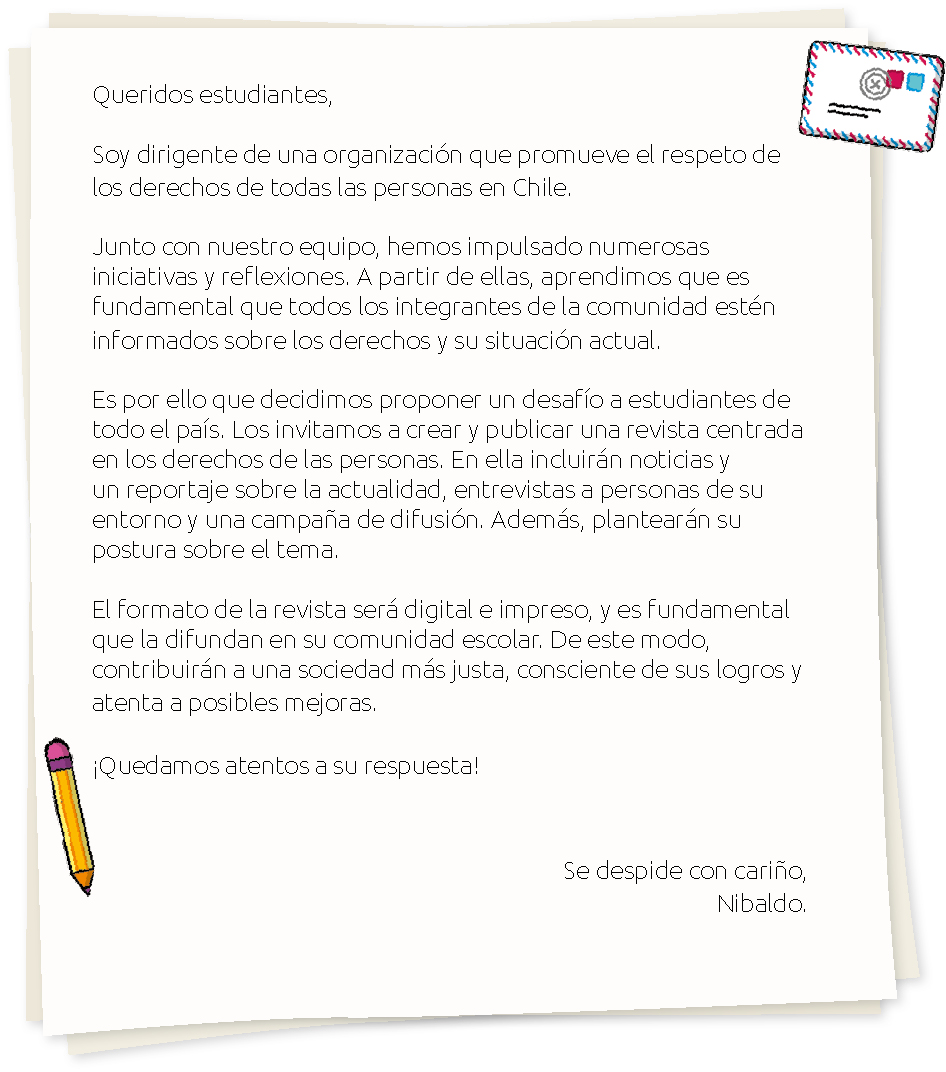 Queridos estudiantes,
Soy dirigente de una organización que promueve el respeto de
los derechos de todas las personas en Chile.
Junto con nuestro equipo, hemos impulsado numerosas
iniciativas y reflexiones. A partir de ellas, aprendimos que es
fundamental que todos los integrantes de la comunidad estén
informados sobre los derechos y su situación actual.
Es por ello que decidimos proponer un desafío a estudiantes de
todo el país. Los invitamos a crear y publicar una revista centrada
en los derechos de las personas. En ella incluirán noticias y
un reportaje sobre la actualidad, entrevistas a personas de su
entorno y una campaña de difusión. Además, plantearán su
postura sobre el tema.
El formato de la revista será digital e impreso, y es fundamental
que la difundan en su comunidad escolar. De este modo,
contribuirán a una sociedad más justa, consciente de sus logros y
atenta a posibles mejoras.
¡Quedamos atentos a su respuesta!
Se despide con cariño,
Nibaldo.